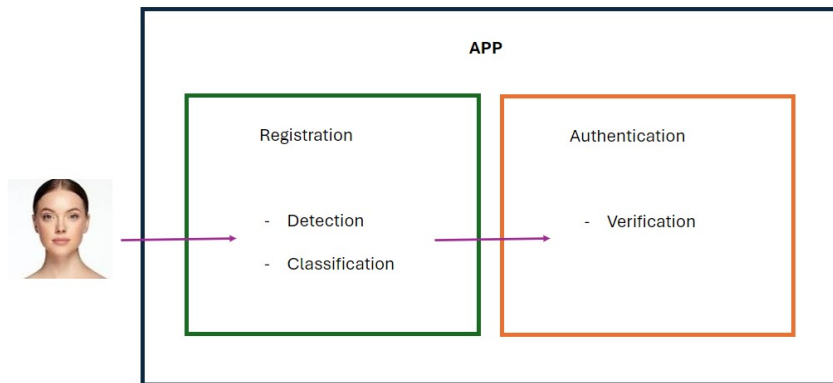 APP
Registration
Authentication
- Detection
- Verification
- Classification